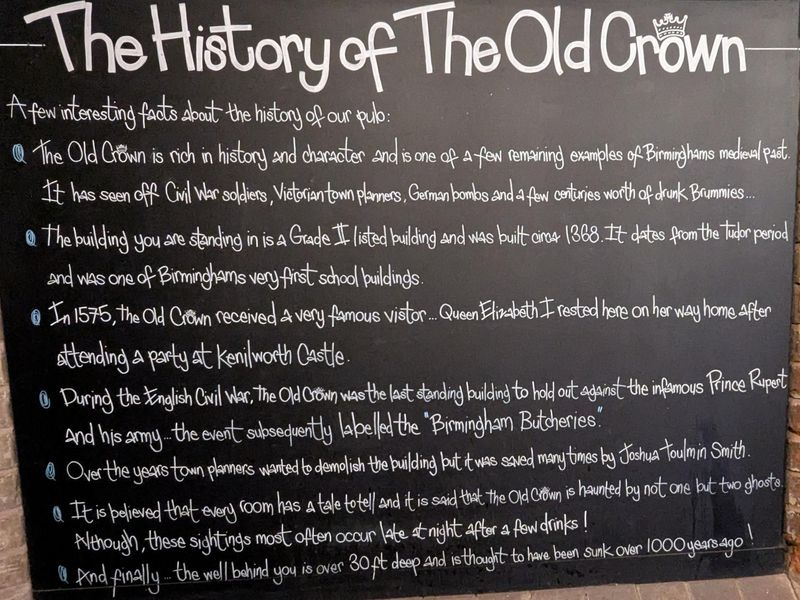 The History of The Old Crown
A few interesting facts about the history of our pub:
The Old Crown is rich in history and character and is one of a few remaining examples of Birminghams medieval past.
It has seen off Civil War soldiers, Victorian town planners, German bombs and a few centuries worth of drunk Brummies...
The building you are standing in is a Grade II listed building and was built circa 1368. It dates from the Tudor period
and was one of Birminghams very first school buildings.
In 1575, the Old Crown received a very famous vistor... Queen Elizabeth I rested here on her way home after
attending a party at Kenilworth Castle.
During the English Civil War, The Old Crown was the last standing building to hold out against the infamous Prince Rupert
And his army... the event subsequently labelled the "Birmingham Butcheries".
Over the years town planners wanted to demolish the building but it was saved many times by Joshua Toulmin Smith.
It is believed that every room has a tale to tell and it is said that the Old Crown is haunted by not one but two ghosts.
Although, these sightings most often occur late at night after a few drinks!
And finally... the well behind you is over 30ft deep and is thought to have been sunk over 1000 years ago!